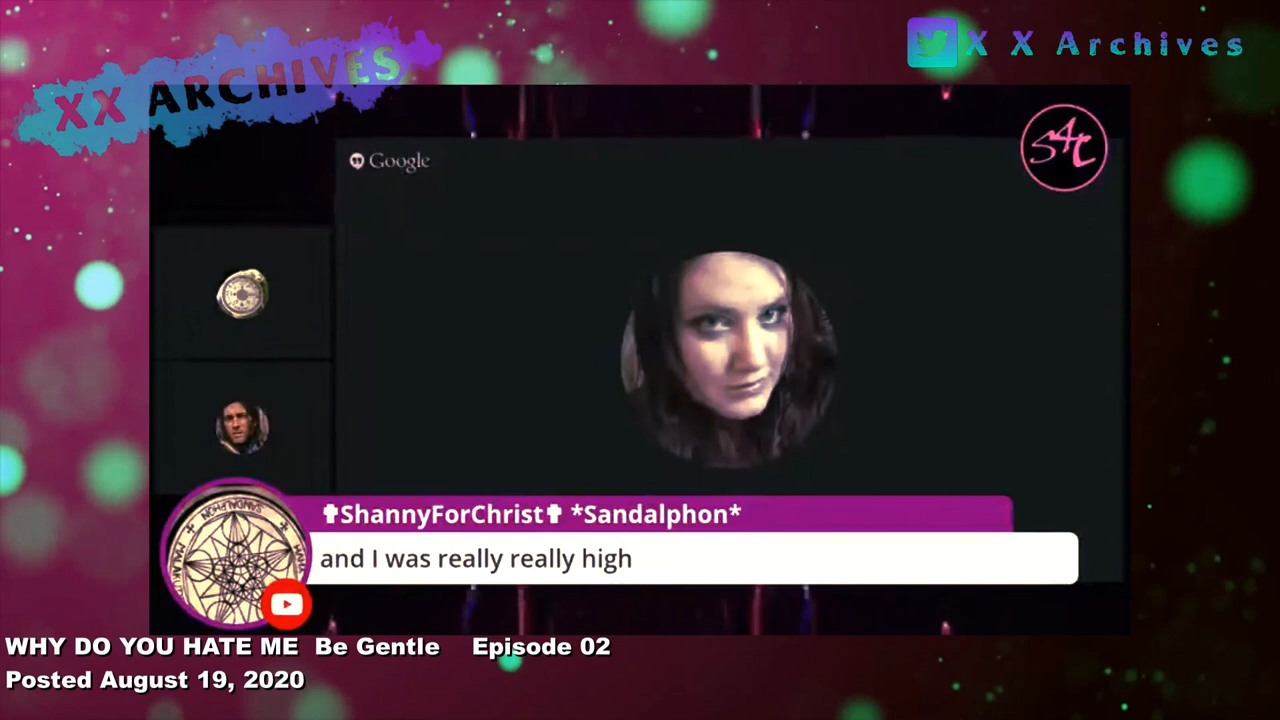 XX ARCHIVES
X X Archives
Google
S4C
✟ShannyForChrist✟ *Sandalphon*
and I was really really high
SANDALPHON
WHY DO YOU HATE ME  Be Gentle    Episode 02
Posted August 19, 2020